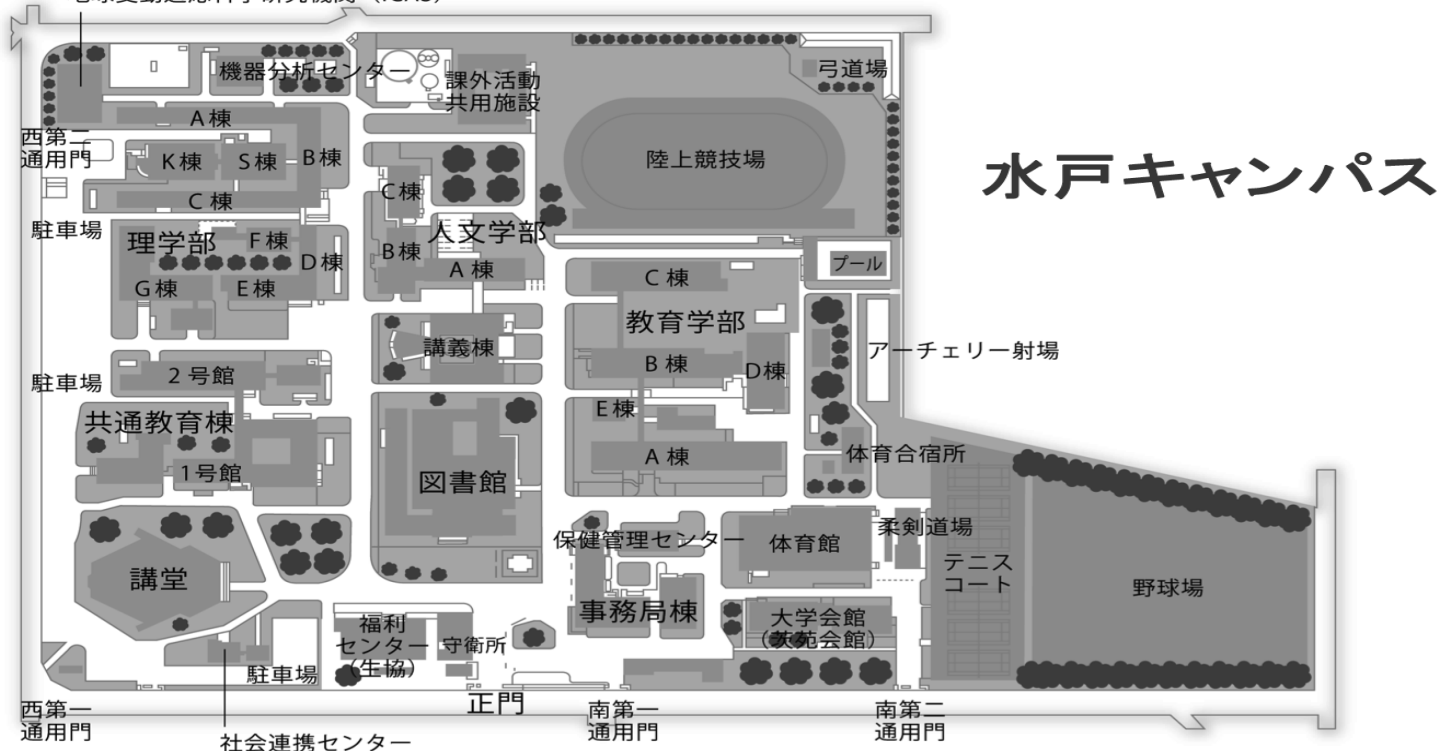 機器分析センター
課外活動
共用施設
弓道場
A棟
西第二
通用門
K棟
S棟
B棟
C棟
陸上競技場
水戸キャンパス
C棟
駐車場
理学部
F棟
D棟
G棟
E棟
人文学部
B棟
A棟
プール
C棟
教育学部
講義棟
B棟
D棟
アーチェリー射場
駐車場
2号館
共通教育棟
1号館
E棟
A棟
体育合宿所
図書館
保健管理センター
体育館
柔剣道場
テニス
コート
野球場
講堂
事務局棟
大学会館
(茨苑会館)
福利
センター
(生協)
守衛所
駐車場
正門
西第一
通用門
南第一
通用門
南第二
通用門
社会連携センター